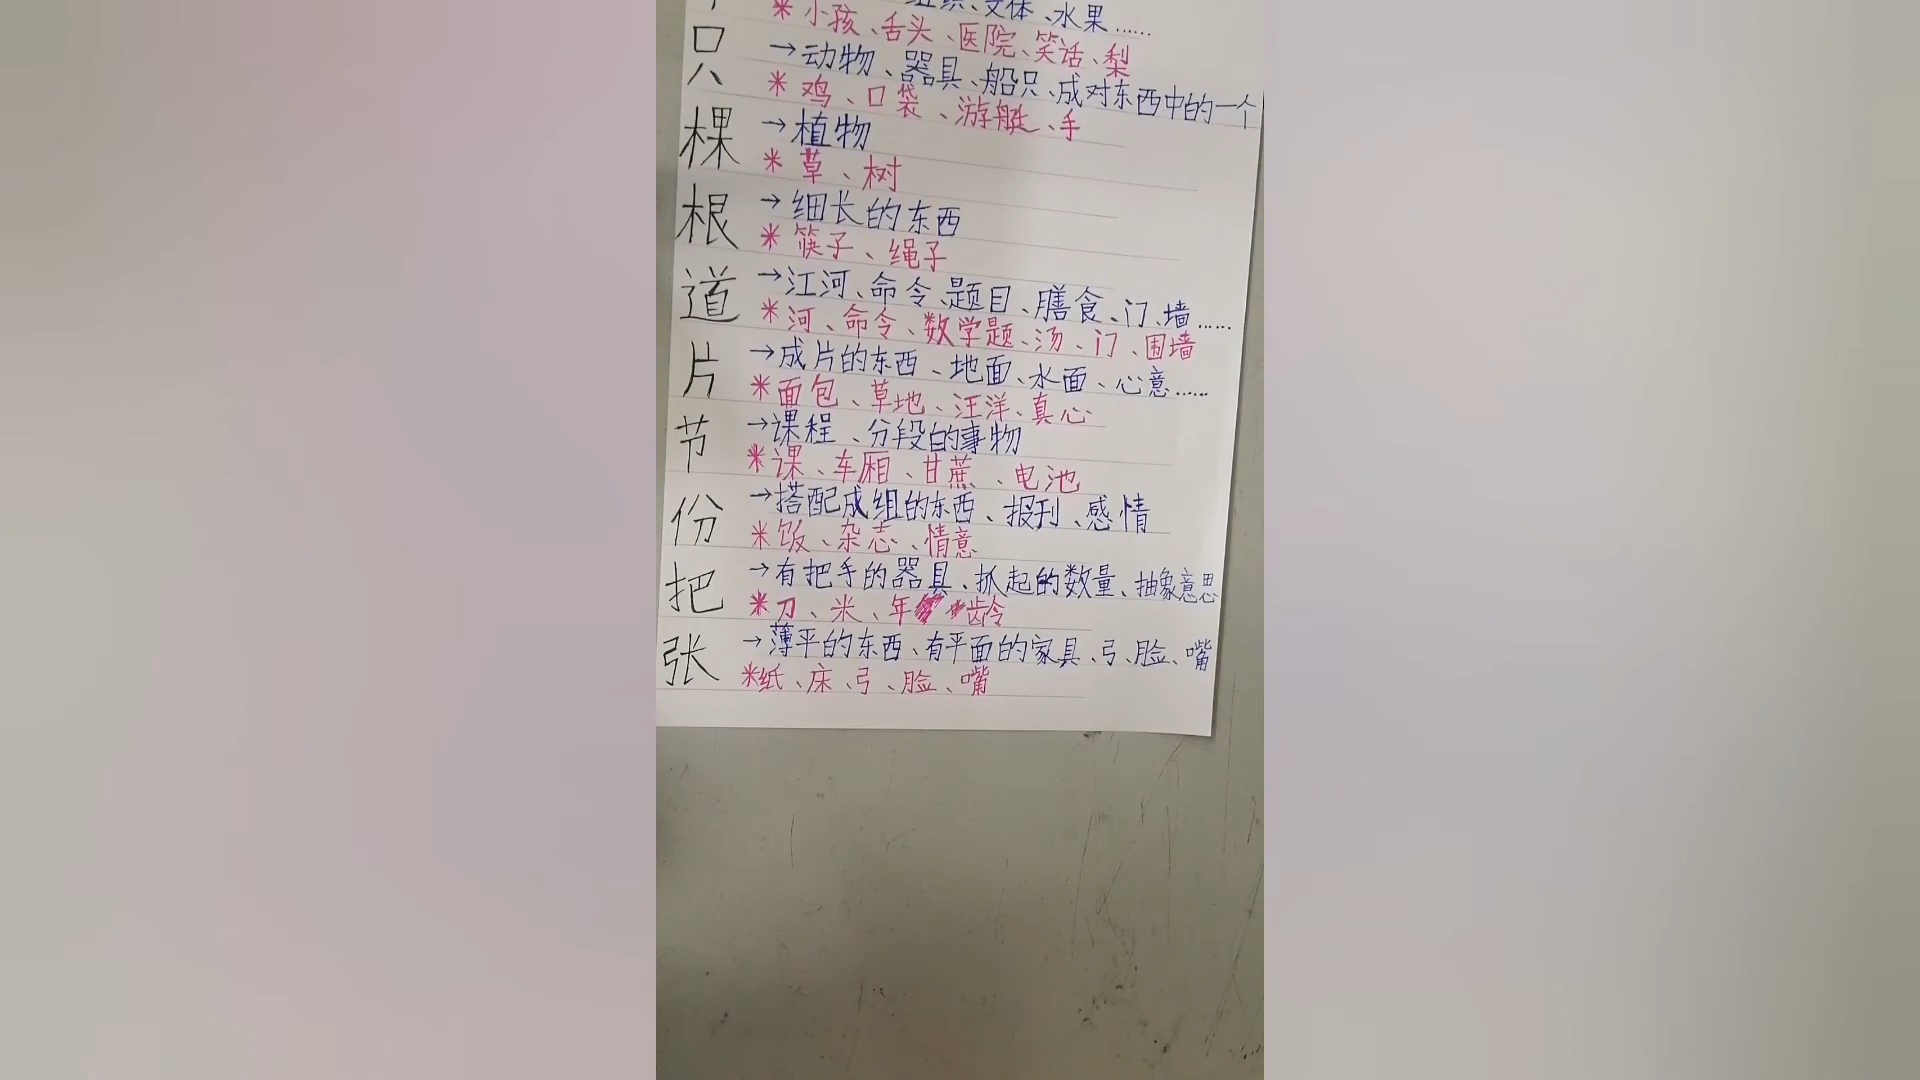 组织、文体、水果……
*小孩、舌头、医院、笑话、梨
只 →动物、器具、船只、成对东西中的一个
*鸡、口袋、游艇、手
棵 →植物
*草、树
根 →细长的东西
*筷子、绳子
道 →江河、命令、题目、膳食、门、墙……
*河、命令、数学题、汤、门、围墙
片 →成片的东西、地面、水面、心意……
*面包、草地、汪洋、真心
节 →课程、分段的事物
*课、车厢、甘蔗、电池
份 →搭配成组的东西、报刊、感情
*饭、杂志、情意
把 →有把手的器具、抓起的数量、抽象意思
*刀、米、年龄
张 →薄平的东西、有平面的家具、弓、脸、嘴
*纸、床、弓、脸、嘴